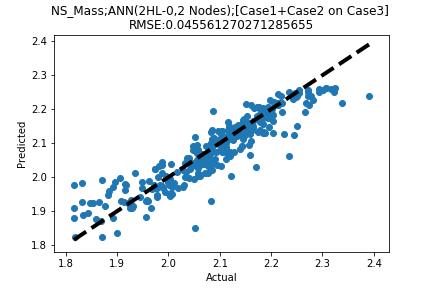 NS_Mass;ANN(2HL-0,2 Nodes);[Case1+Case2 on Case3]
RMSE:0.045561270271285655
2.4
2.3
2.2
2.1
2.0
1.9
1.8
Predicted
1.8 1.9 2.0 2.1 2.2 2.3 2.4
Actual